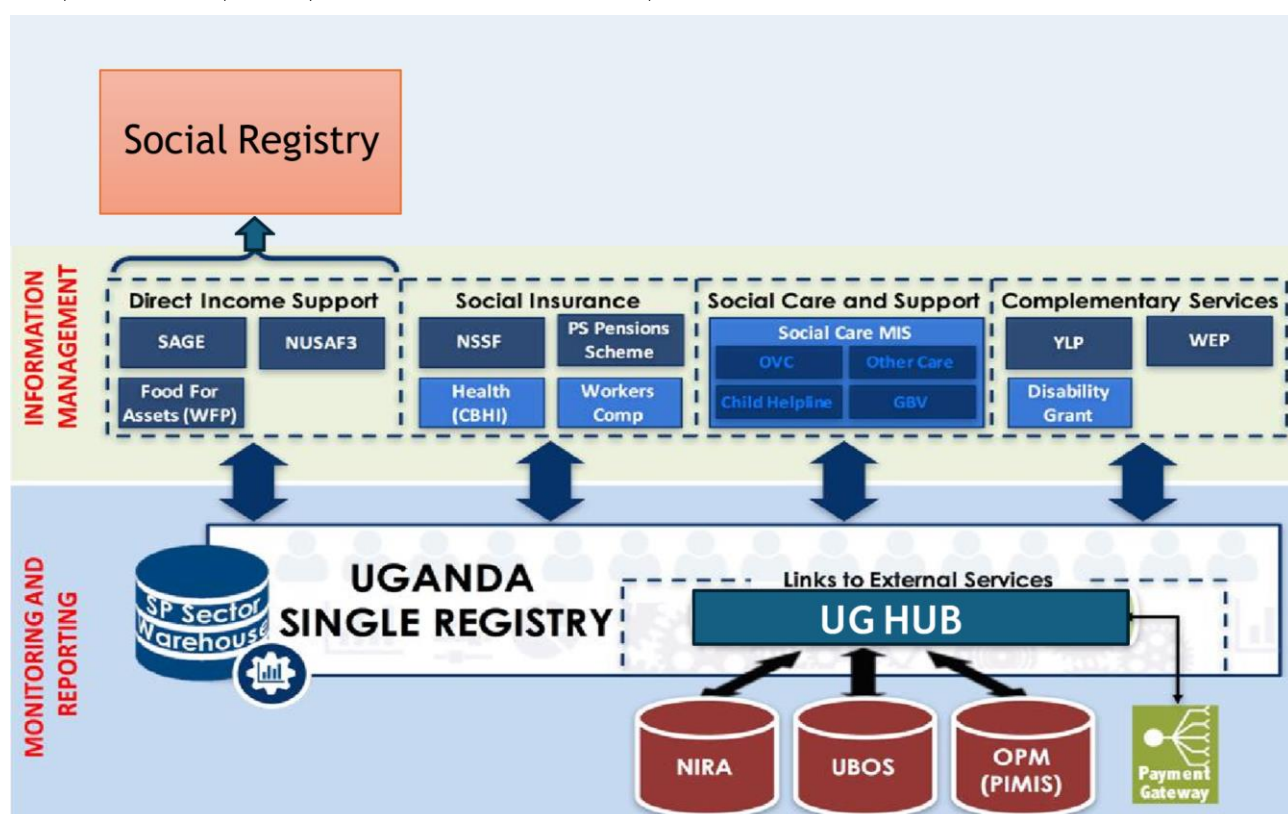 Social Registry
INFORMATION
MANAGEMENT
Direct Income Support
SAGE
NUSAF3
Food For
Assets (WFP)
Social Insurance
NSSF
PS Pensions
Scheme
Health
(CBHI)
Workers
Comp
Social Care and Support
Social Care MIS
OVC
Other Care
Child Helpline
GBV
Complementary Services
YLP
WEP
Disability
Grant
MONITORING AND
REPORTING
SP Sector
Warehouse
UGANDA
SINGLE REGISTRY
Links to External Services
UG HUB
NIRA
UBOS
OPM
(PIMIS)
Payment
Gateway